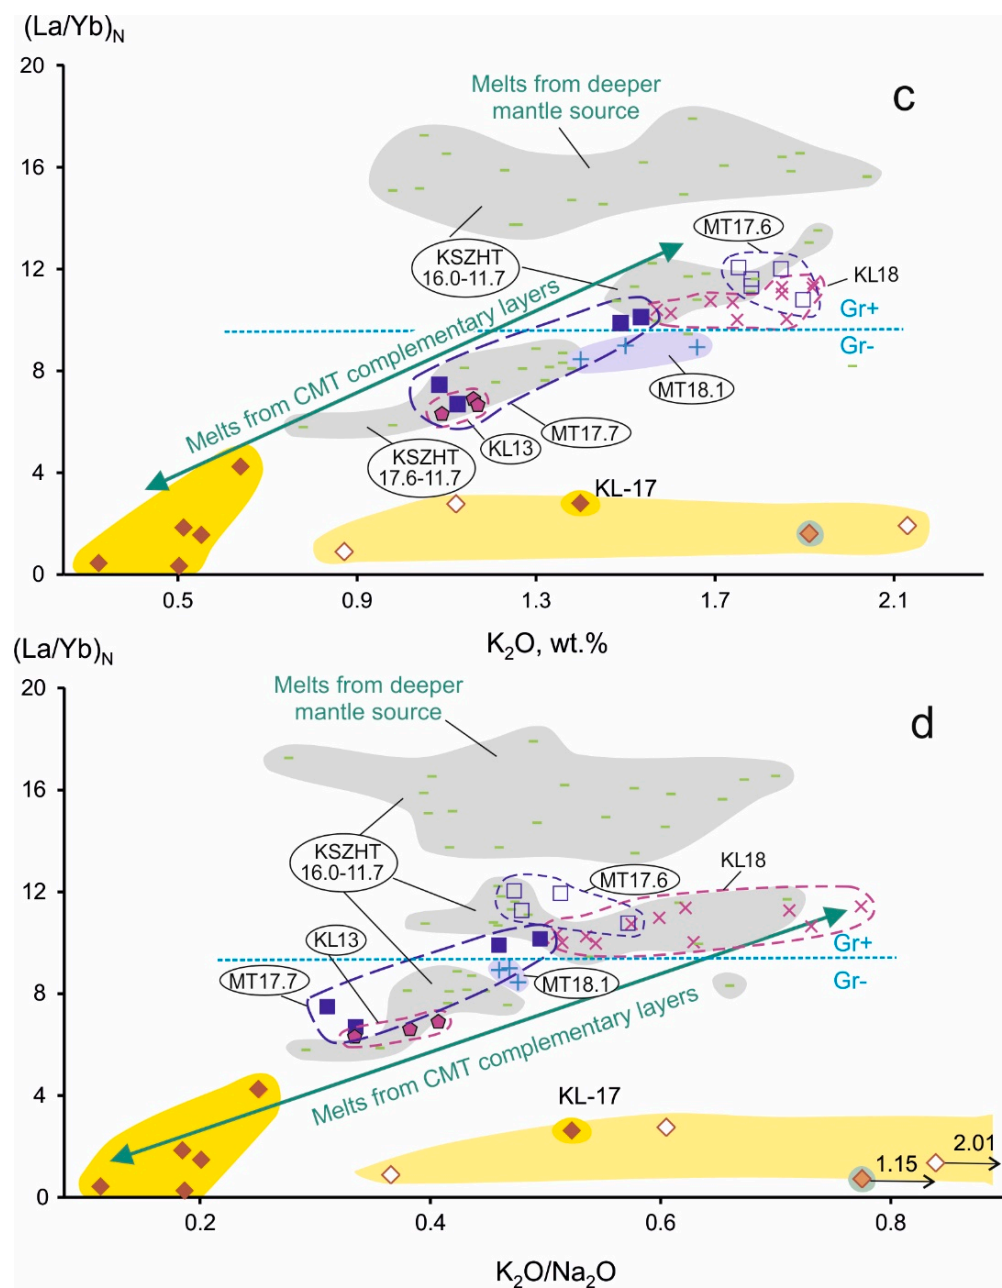 (La/Yb)N
c
20
16
12
8
4
0
Melts from deeper
mantle source
MT17.6
KSZHT
16.0-11.7
KL18
Gr+
Gr-
Melts from CMT complementary layers
MT18.1
MT17.7
KL13
KSZHT
17.6-11.7
KL-17
0.5
0.9
1.3
1.7
2.1
K2O, wt.%
(La/Yb)N
d
20
16
12
8
4
0
Melts from deeper
mantle source
KSZHT
16.0-11.7
KL18
MT17.6
KL13
Gr+
MT17.7
MT18.1
Gr-
Melts from CMT complementary layers
KL-17
2.01
1.15
0.2
0.4
0.6
0.8
K2O/Na2O